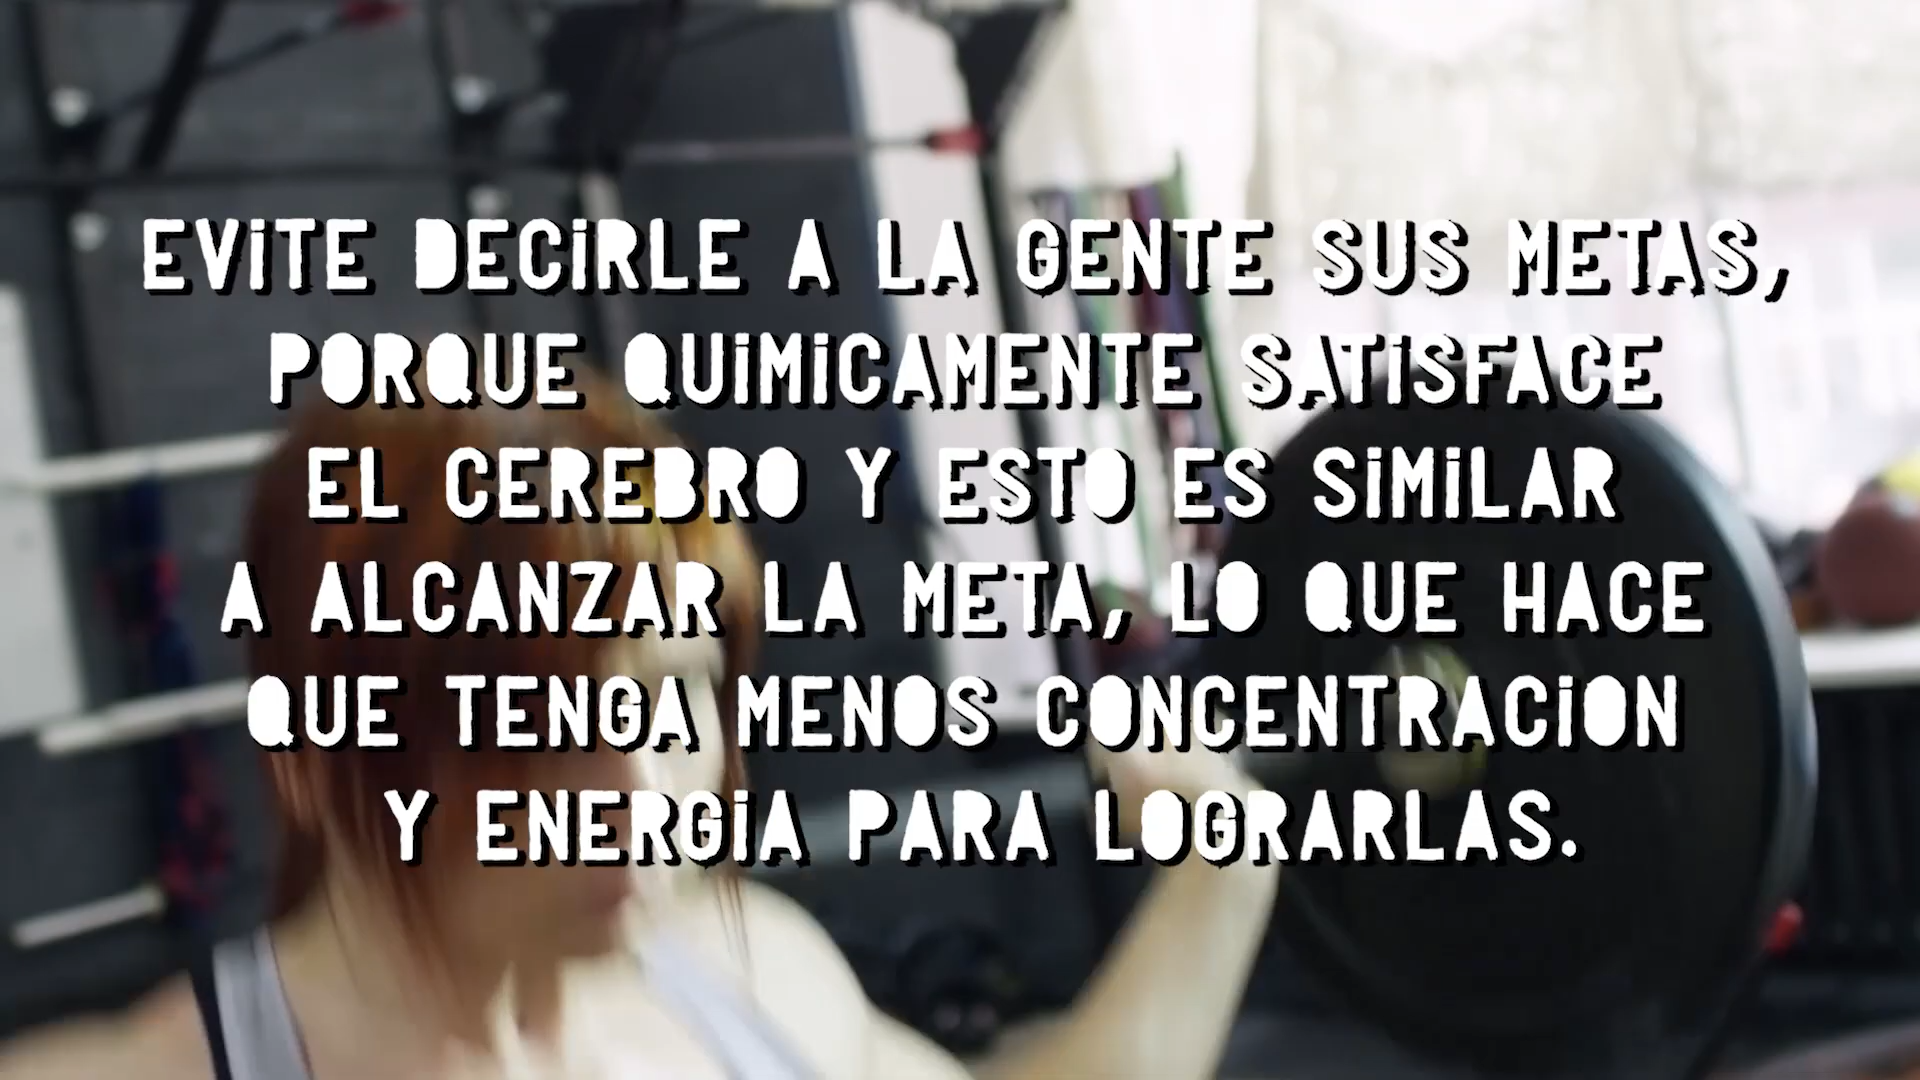 EViTE DECiRLE A LA GENTE SUS METAS,
PORQUE QUiMiCAMENTE SATiSFACE
EL CEREBRO Y ESTO ES SiMiLAR
A ALCANZAR LA META, LO QUE HACE
QUE TENGA MENOS CONCENTRACiON
Y ENERGiA PARA LOGRARLAS.